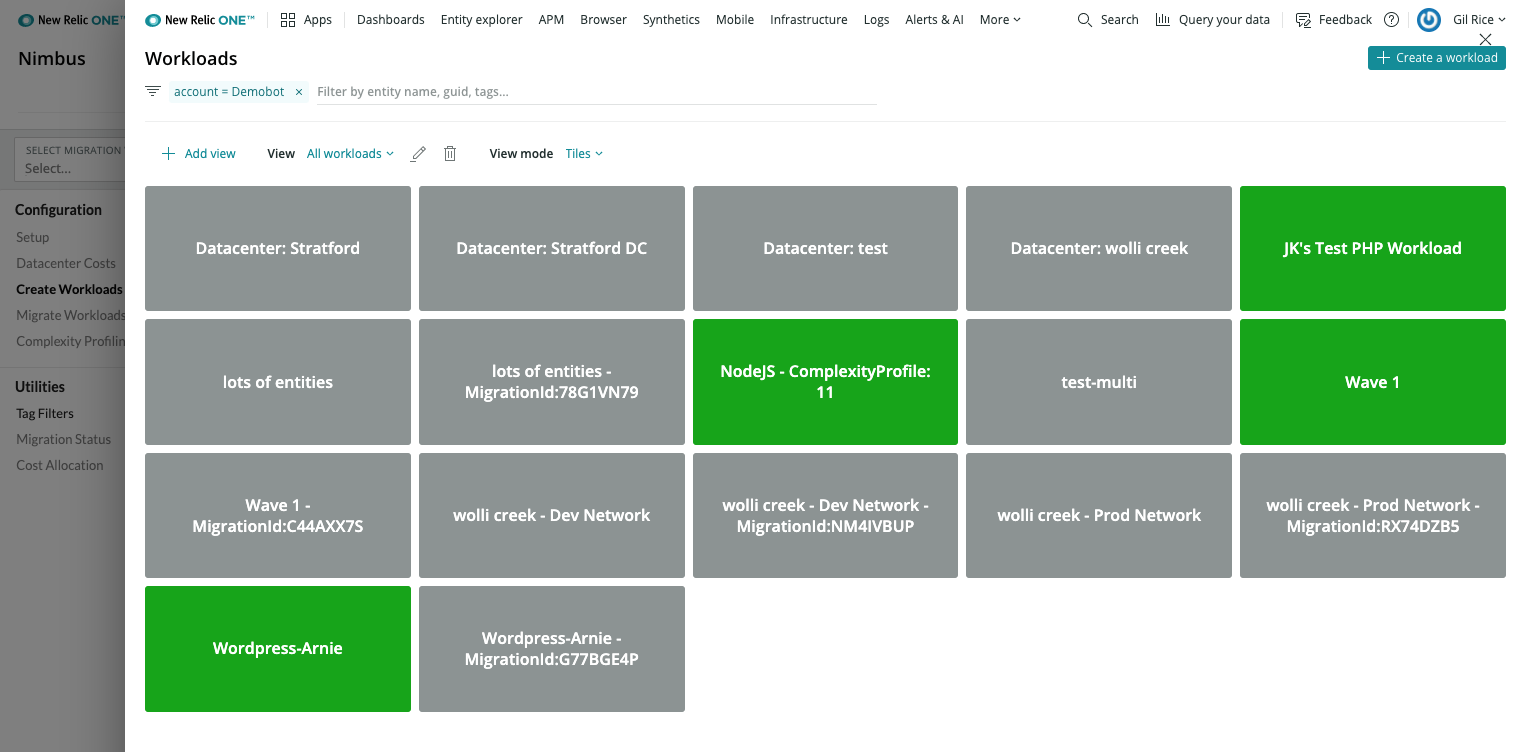 New Relic ONE™
Nimbus
SELECT MIGRATION
Select...
Configuration
Setup
Datacenter Costs
Create Workloads
Migrate Workloads
Complexity Profilin
Utilities
Tag Filters
Migration Status
Cost Allocation
New Relic ONE™ Apps Dashboards Entity explorer APM Browser Synthetics Mobile Infrastructure Logs Alerts & AI More Search Query your data Feedback ? Gil Rice
Workloads
+ Create a workload
account = Demobot × Filter by entity name, guid, tags...
+ Add view View All workloads View mode Tiles
Datacenter: Stratford
Datacenter: Stratford DC
Datacenter: test
Datacenter: wolli creek
JK's Test PHP Workload
lots of entities
lots of entities -
MigrationId:78G1VN79
NodeJS - ComplexityProfile:
11
test-multi
Wave 1
Wave 1 -
MigrationId:C44AXX7S
wolli creek - Dev Network
wolli creek - Dev Network -
MigrationId:NM4IVBUP
wolli creek - Prod Network
wolli creek - Prod Network -
MigrationId:RX74DZB5
Wordpress-Arnie
Wordpress-Arnie -
MigrationId:G77BGE4P